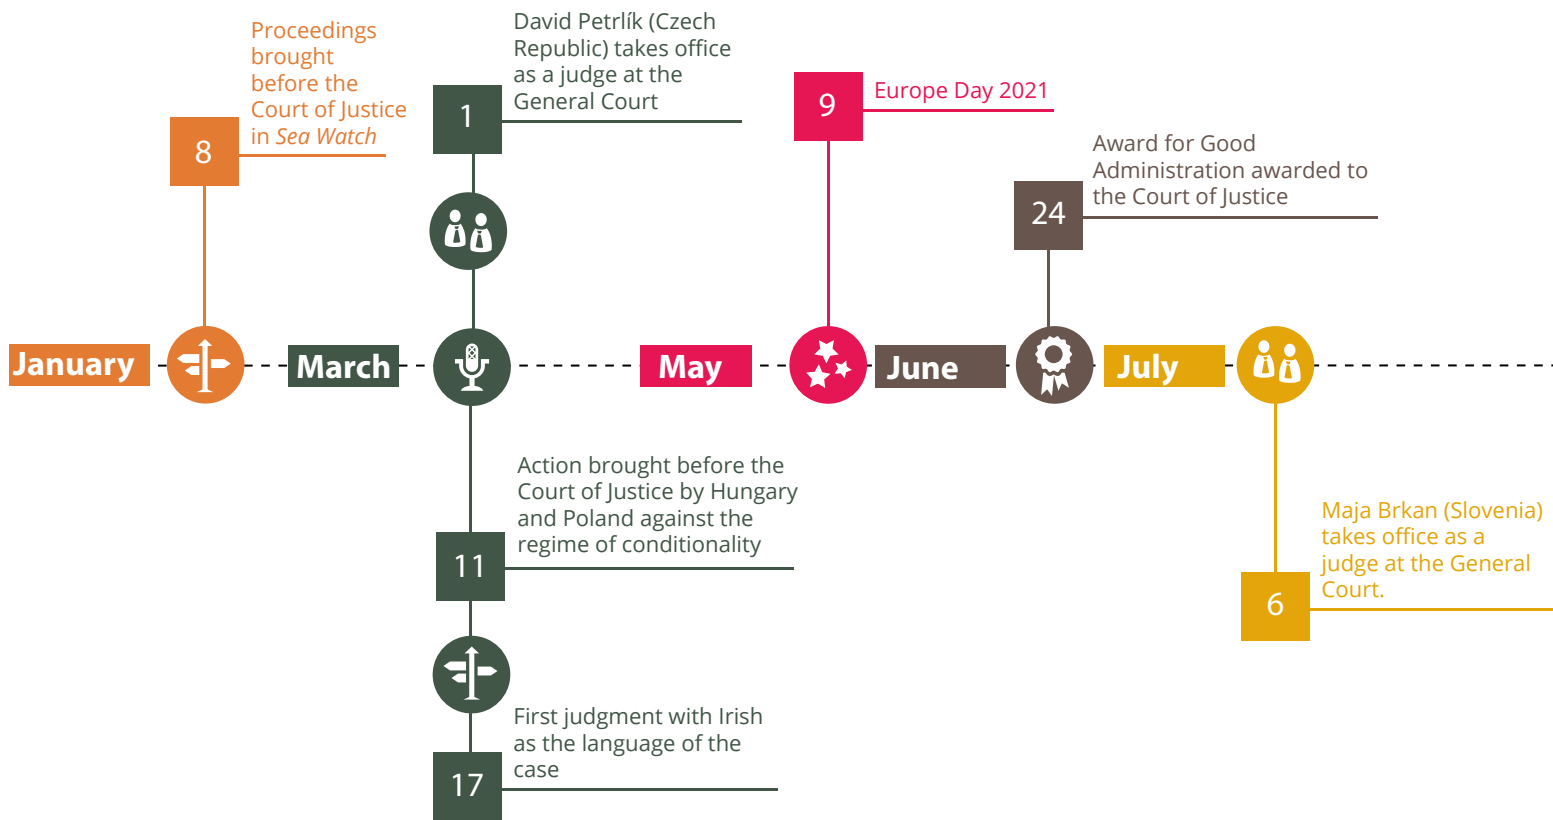 January
8
Proceedings
brought
before the
Court of Justice
in Sea Watch
March
1
David Petrlík (Czech
Republic) takes office
as a judge at the
General Court
11
Action brought before the
Court of Justice by Hungary
and Poland against the
regime of conditionality
17
First judgment with Irish
as the language of the
case
May
9
Europe Day 2021
June
24
Award for Good
Administration awarded to
the Court of Justice
July
6
Maja Brkan (Slovenia)
takes office as a
judge at the General
Court.